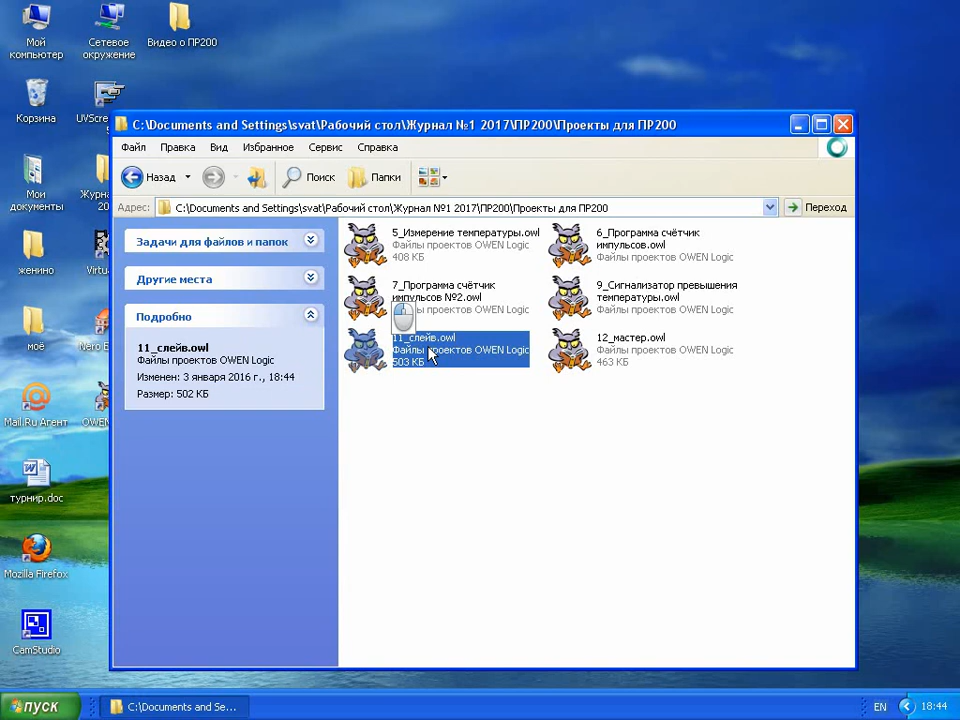 Мой компьютер
Сетевое окружение
Видео о ПР200
Корзина
UVScre
5
Мои документы
Журна
20
женино
Virtua
моё
Nero E
Mail.Ru Агент
OWEN
турнир.doc
Mozilla Firefox
CamStudio
C:\Documents and Settings\svat\Рабочий стол\Журнал №1 2017\ПР200\Проекты для ПР200
Файл Правка Вид Избранное Сервис Справка
Назад Поиск Папки
Адрес: C:\Documents and Settings\svat\Рабочий стол\Журнал №1 2017\ПР200\Проекты для ПР200 Переход
Задачи для файлов и папок
Другие места
Подробно
11_слейв.owl
Файлы проектов OWEN Logic
Изменен: 3 января 2016 г., 18:44
Размер: 502 КБ
5_Измерение температуры.owl
Файлы проектов OWEN Logic
408 КБ
6_Программа счётчик
импульсов.owl
Файлы проектов OWEN Logic
7_Программа счётчик
импульсов №2.owl
проектов OWEN Logic
9_Сигнализатор превышения
температуры.owl
Файлы проектов OWEN Logic
11_слейв.owl
Файлы проектов OWEN Logic
503 КБ
12_мастер.owl
Файлы проектов OWEN Logic
463 КБ
пуск
C:\Documents and Se...
EN
18:44